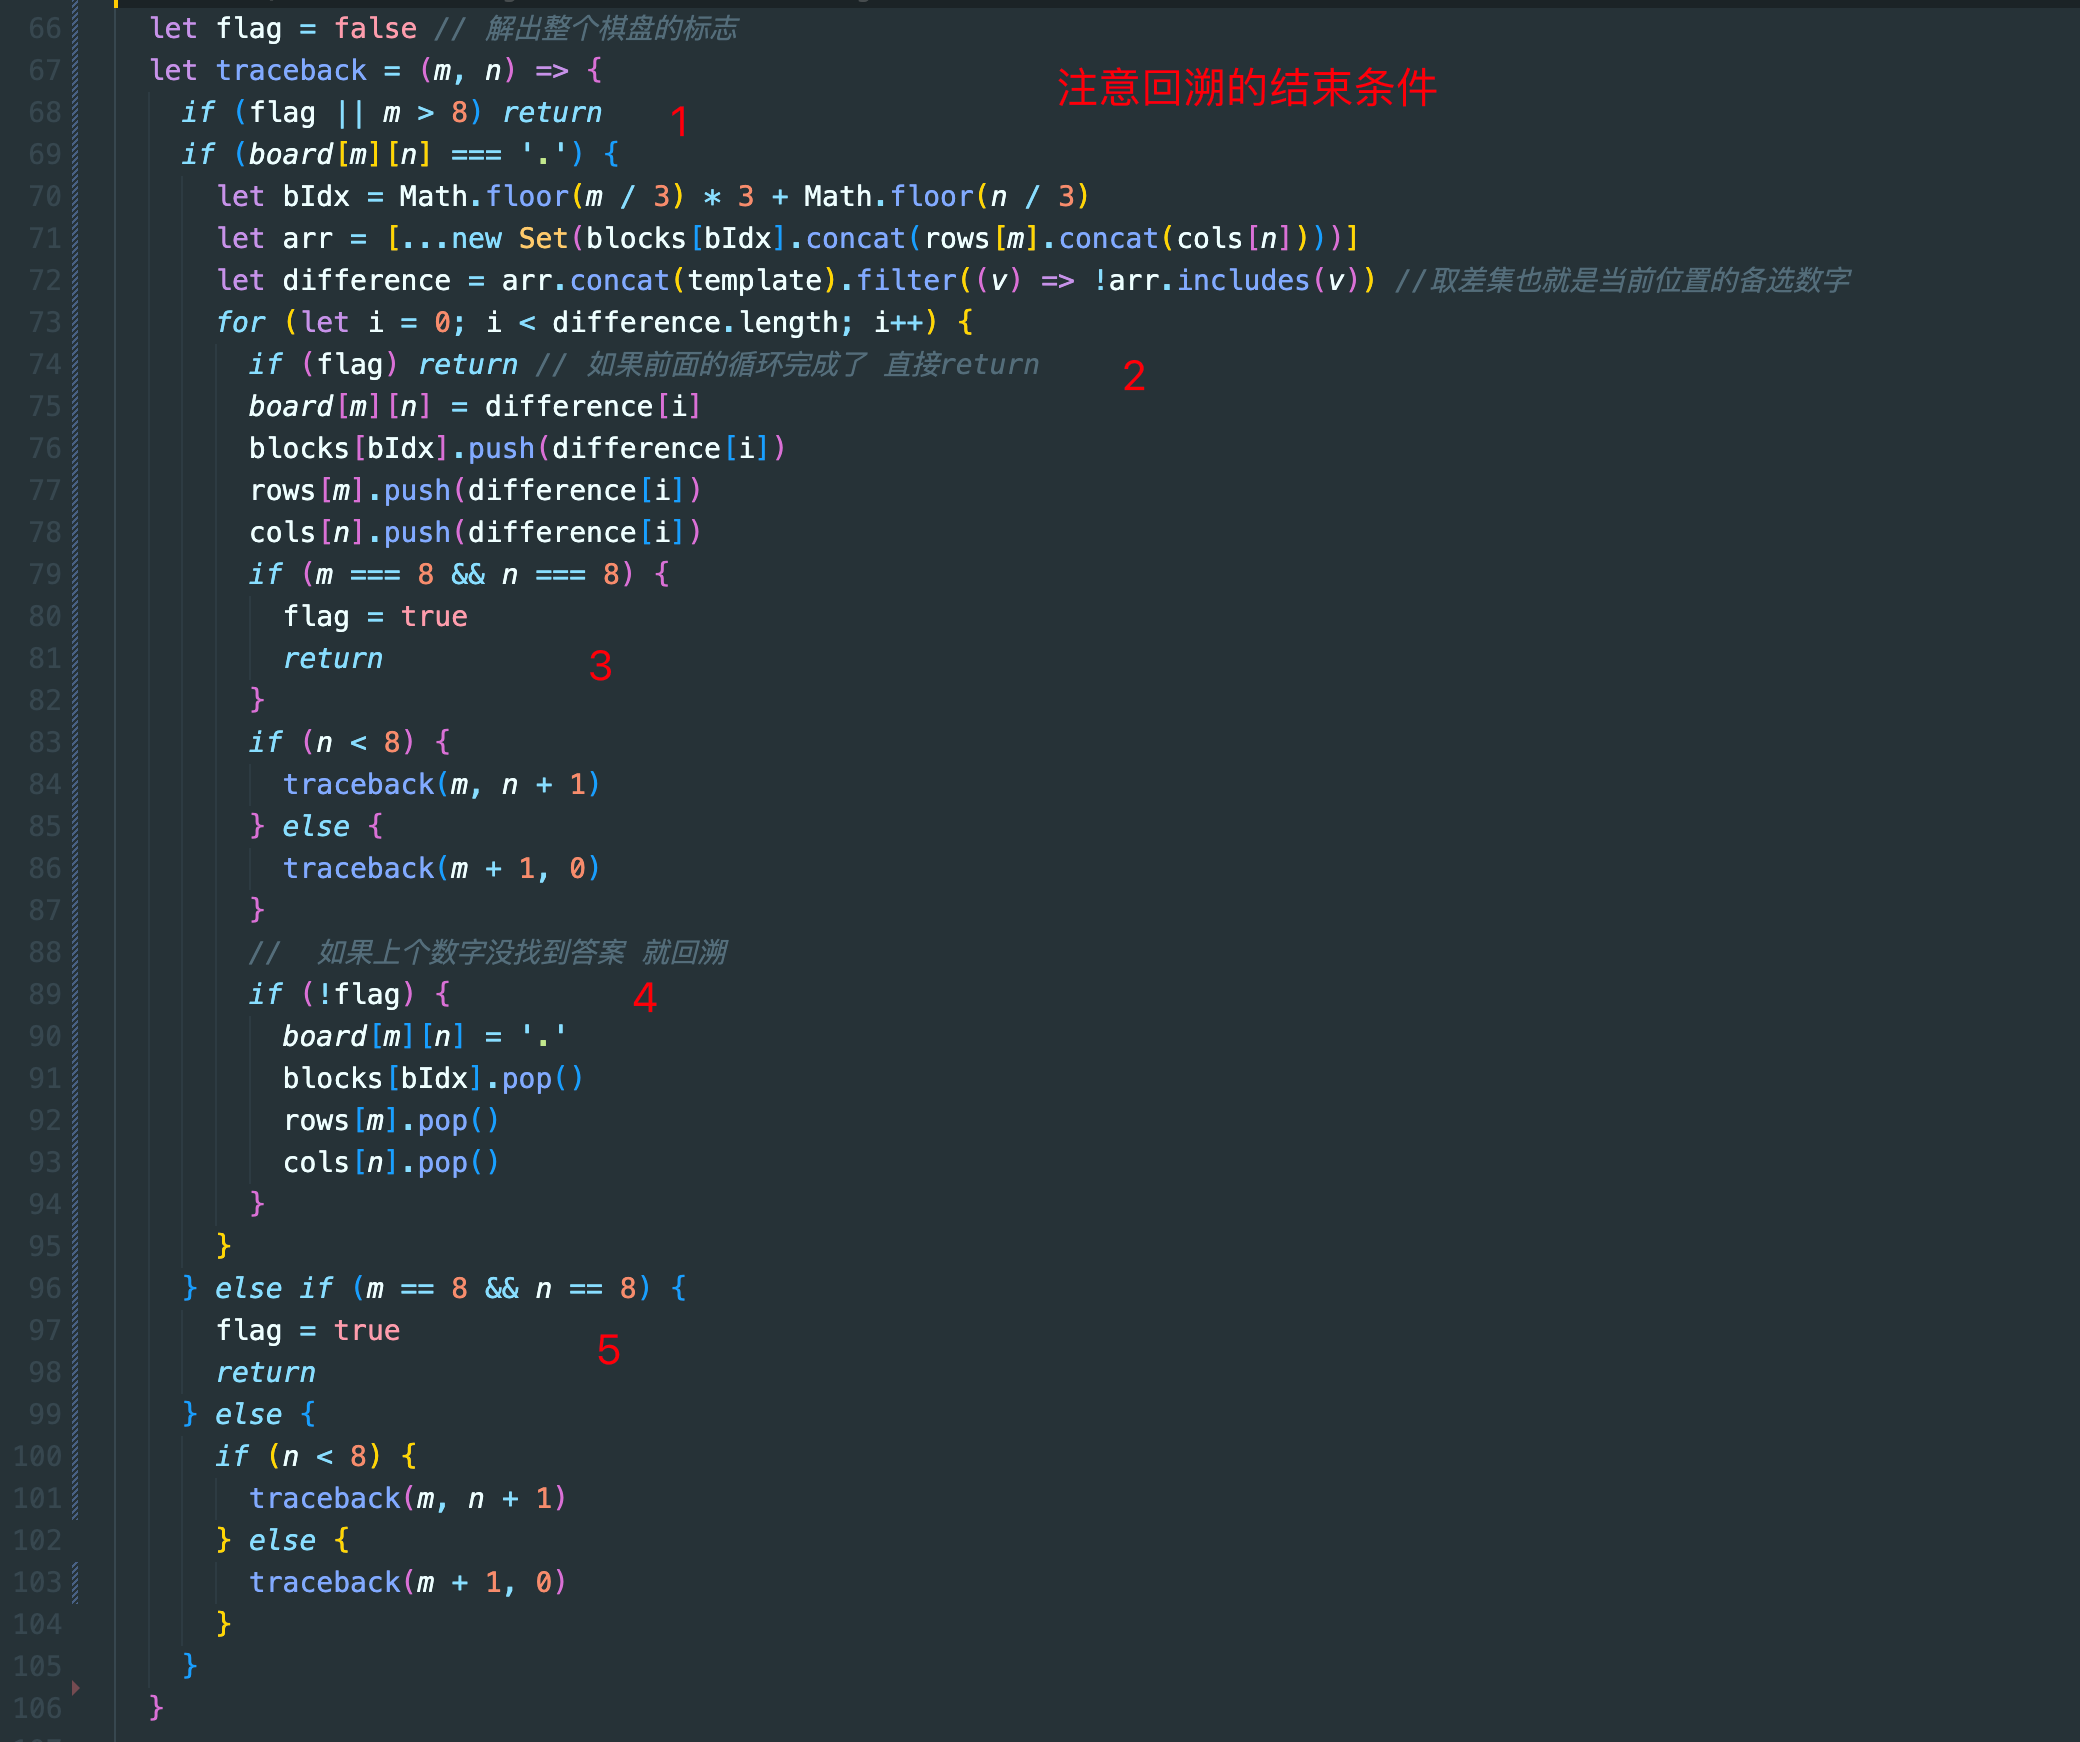 66 let flag = false // 解出整个棋盘的标志
67 let traceback = (m, n) => {
注意回溯的结束条件
68 if (flag || m > 8) return
1
69 if (board[m][n] === '.') {
70 let bIdx = Math.floor(m / 3) * 3 + Math.floor(n / 3)
71 let arr = [...new Set(blocks[bIdx].concat(rows[m].concat(cols[n])))]
72 let difference = arr.concat(template).filter((v) => !arr.includes(v)) //取差集也就是当前位置的备选数字
73 for (let i = 0; i < difference.length; i++) {
74 if (flag) return // 如果前面的循环完成了 直接return
2
75 board[m][n] = difference[i]
76 blocks[bIdx].push(difference[i])
77 rows[m].push(difference[i])
78 cols[n].push(difference[i])
79 if (m === 8 && n === 8) {
80 flag = true
81 return
3
82 }
83 if (n < 8) {
84 traceback(m, n + 1)
85 } else {
86 traceback(m + 1, 0)
87 }
88 // 如果上个数字没找到答案 就回溯
89 if (!flag) {
4
90 board[m][n] = '.'
91 blocks[bIdx].pop()
92 rows[m].pop()
93 cols[n].pop()
94 }
95 }
96 } else if (m == 8 && n == 8) {
97 flag = true
5
98 return
99 } else {
100 if (n < 8) {
101 traceback(m, n + 1)
102 } else {
103 traceback(m + 1, 0)
104 }
105 }
106 }